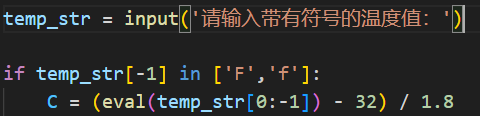 temp_str = input('请输入带有符号的温度值: ')
if temp_str[-1] in ['F','f']:
    C = (eval(temp_str[0:-1]) - 32) / 1.8